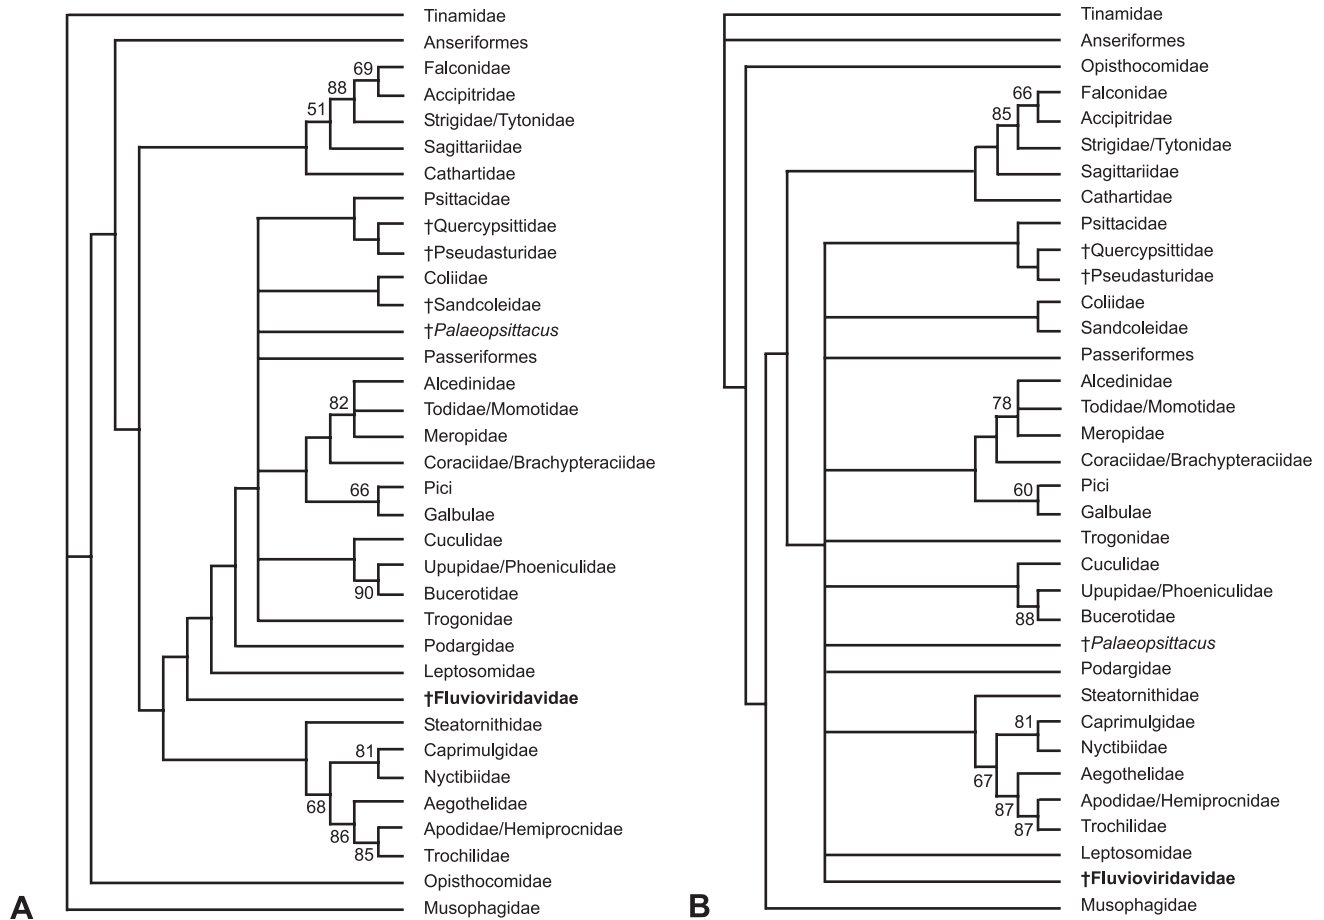 Tinamidae
Anseriformes
69
Falconidae
88
Accipitridae
51
Strigidae/Tytonidae
Sagittariidae
Cathartidae
Psittacidae
†Quercypsittidae
†Pseudasturidae
Coliidae
†Sandcoleidae
†Palaeopsittacus
Passeriformes
Alcedinidae
82
Todidae/Momotidae
Meropidae
Coraciidae/Brachypteraciidae
66
Pici
Galbulae
Cuculidae
Upupidae/Phoeniculidae
90
Bucerotidae
Trogonidae
Podargidae
Leptosomidae
†Fluvioviridavidae
Steatornithidae
81
Caprimulgidae
Nyctibiidae
68
Aegothelidae
86
Apodidae/Hemiprocnidae
85
Trochilidae
Opisthocomidae
Musophagidae
A
Tinamidae
Anseriformes
Opisthocomidae
66
Falconidae
85
Accipitridae
Strigidae/Tytonidae
Sagittariidae
Cathartidae
Psittacidae
†Quercypsittidae
†Pseudasturidae
Coliidae
Sandcoleidae
Passeriformes
Alcedinidae
78
Todidae/Momotidae
Meropidae
Coraciidae/Brachypteraciidae
60
Pici
Galbulae
Trogonidae
Cuculidae
Upupidae/Phoeniculidae
88
Bucerotidae
†Palaeopsittacus
Podargidae
Steatornithidae
81
Caprimulgidae
Nyctibiidae
67
Aegothelidae
87
Apodidae/Hemiprocnidae
87
Trochilidae
Leptosomidae
†Fluvioviridavidae
Musophagidae
B